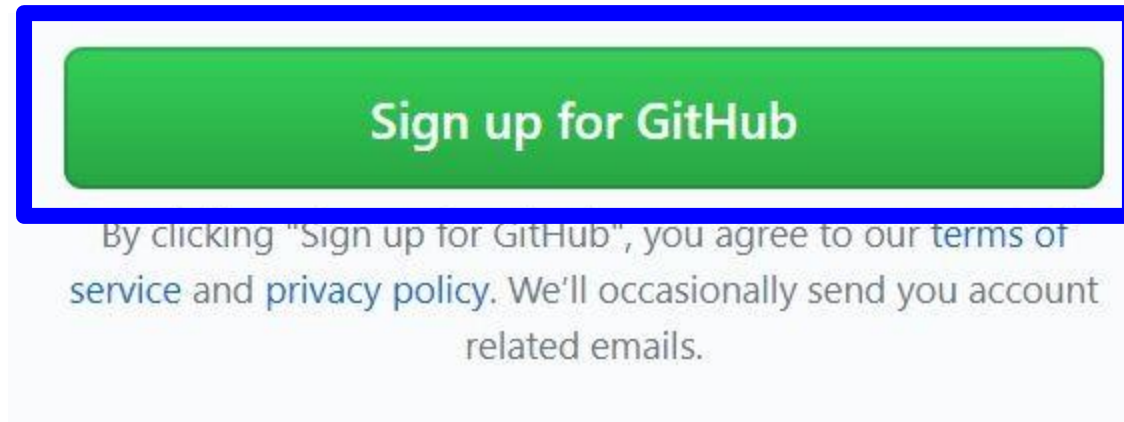 Sign up for GitHub
By clicking "Sign up for GitHub", you agree to our terms of
service and privacy policy. We'll occasionally send you account
related emails.